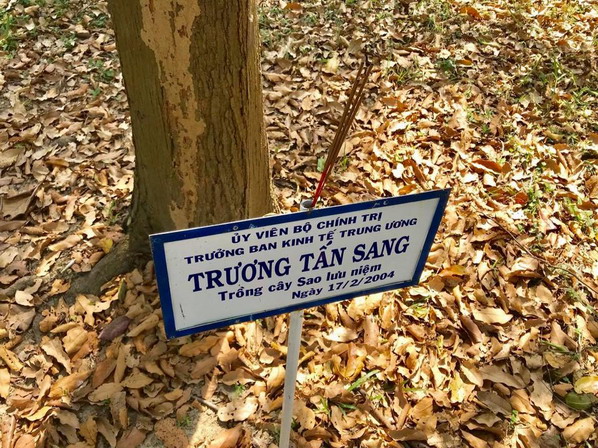 ỦY VIÊN BỘ CHÍNH TRỊ
TRƯỞNG BAN KINH TẾ TRUNG ƯƠNG
TRƯƠNG TẤN SANG
Trồng cây Sao lưu niệm
Ngày 17/2/2004